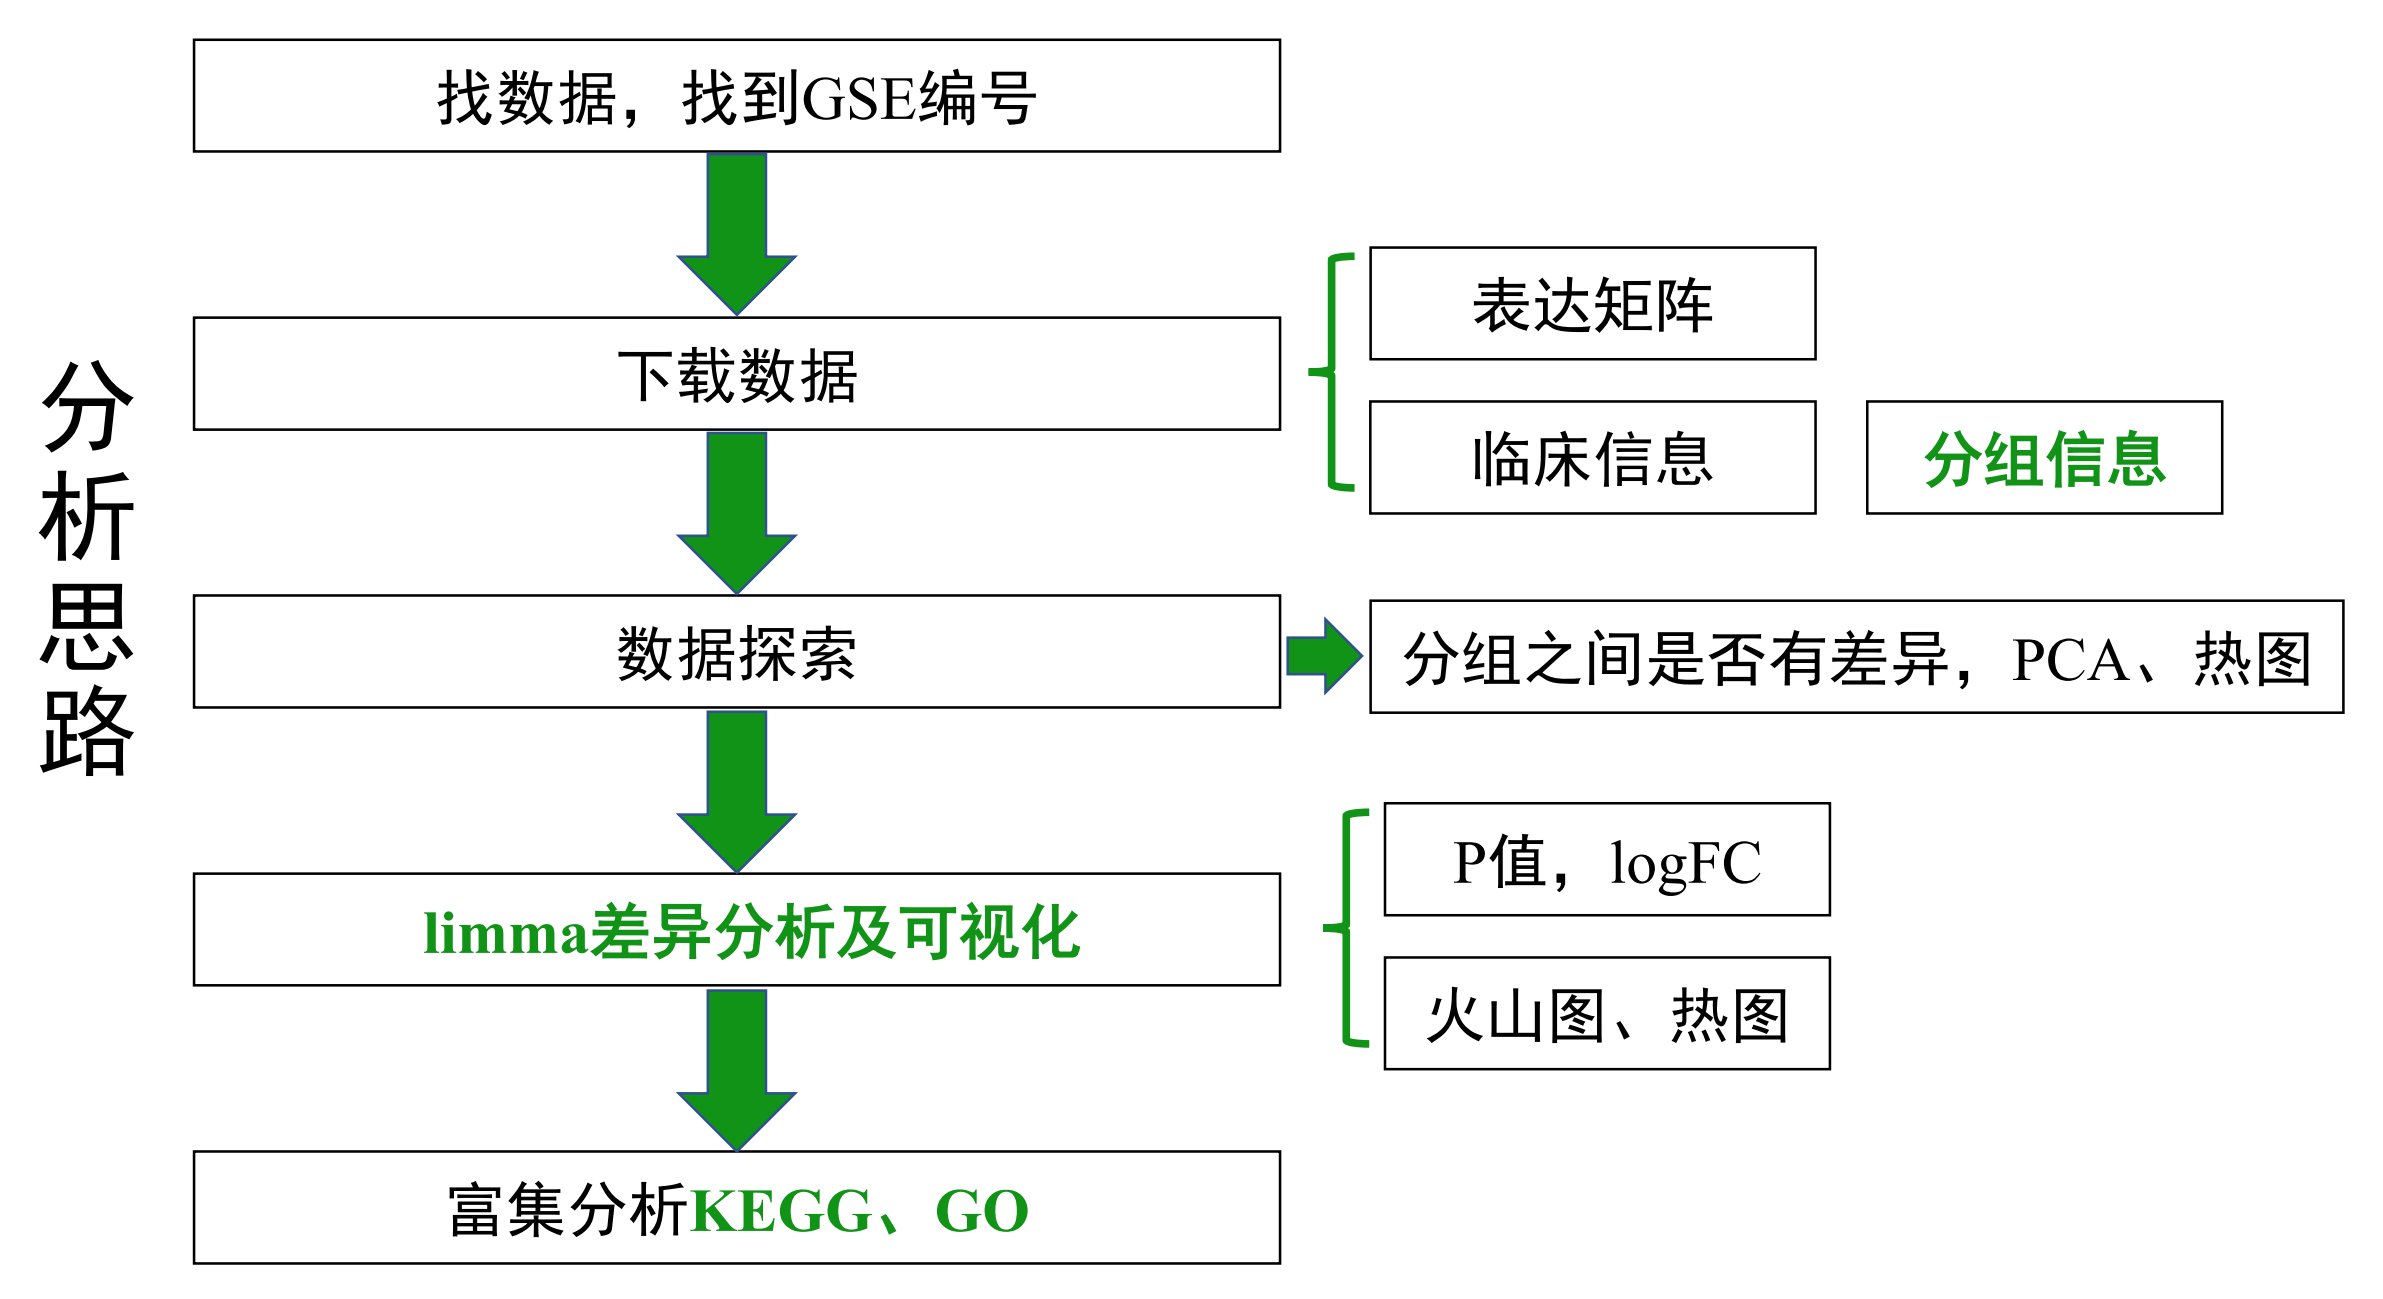 分析思路
找数据，找到GSE编号
下载数据
表达矩阵
临床信息
分组信息
数据探索
分组之间是否有差异，PCA、热图
limma差异分析及可视化
P值，logFC
火山图、热图
富集分析KEGG、GO